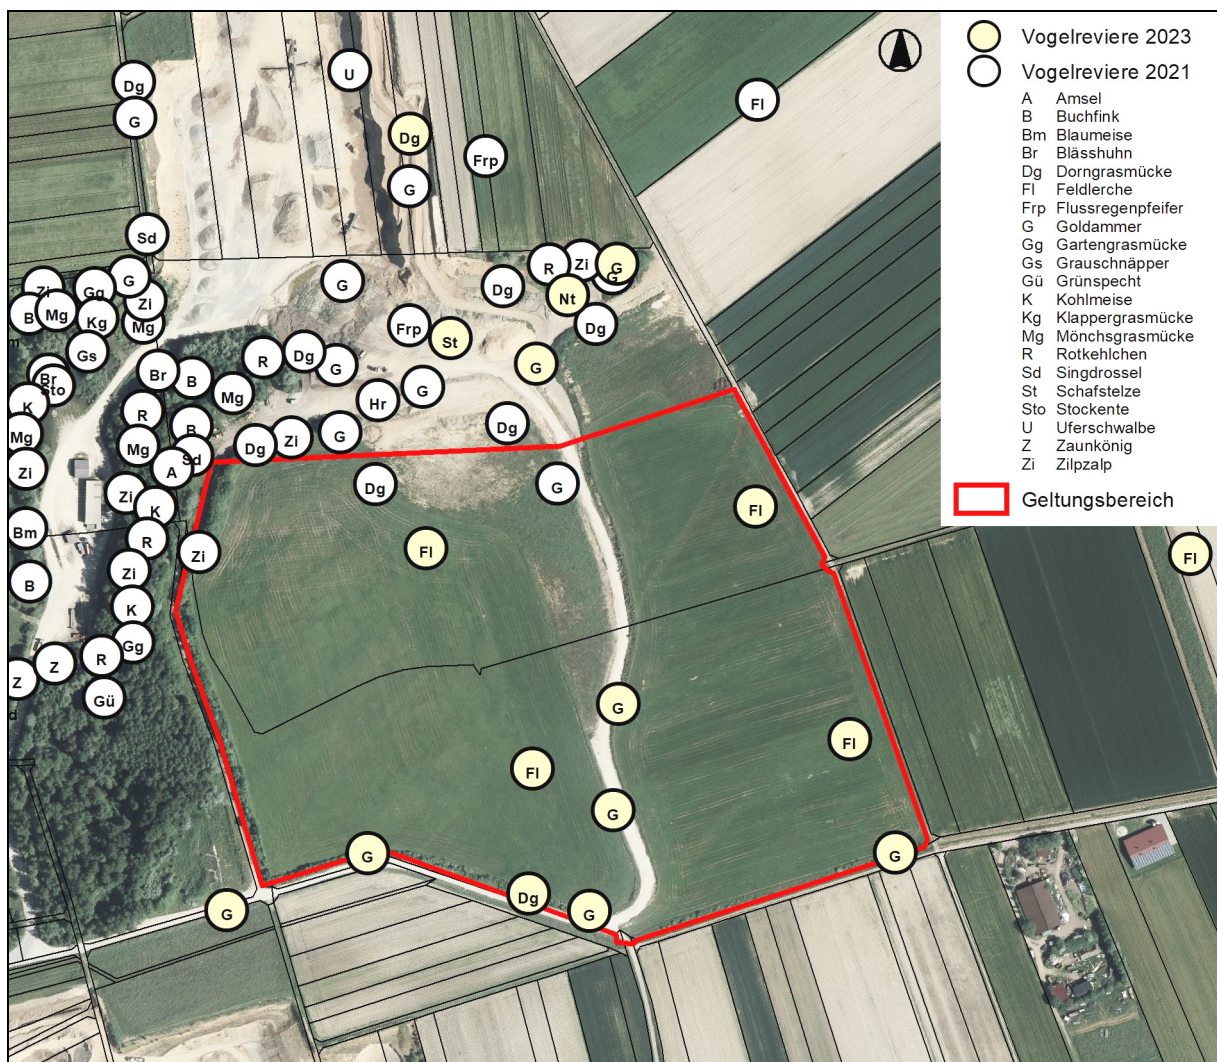 Vogelreviere 2023
Vogelreviere 2021
A Amsel
B Buchfink
Bm Blaumeise
Br Blässhuhn
Dg Dorngrasmücke
Fl Feldlerche
Frp Flussregenpfeifer
G Goldammer
Gg Gartengrasmücke
Gs Grauschnäpper
Gü Grünspecht
K Kohlmeise
Kg Klappergrasmücke
Mg Mönchsgrasmücke
R Rotkehlchen
Sd Singdrossel
St Schafstelze
Sto Stockente
U Uferschwalbe
Z Zaunkönig
Zi Zilpzalp
Geltungsbereich
U
Dg
Fl
G
Dg
Frp
G
Sd
R
Zi
G
G
G
Zi
Gg
G
Dg
Nt
Zi
B
Mg
Kg
Mg
Frp
St
Dg
Gs
R
Dg
G
G
Br
B
Br
Sto
Mg
Hr
G
K
R
Mg
B
G
Dg
Mg
Sd
Dg
Zi
A
Zi
Zi
K
Dg
G
Fl
Bm
R
Zi
Fl
Fl
Zi
B
K
Gg
R
Z
Z
Gü
G
Fl
Fl
G
G
G
Dg
G
G